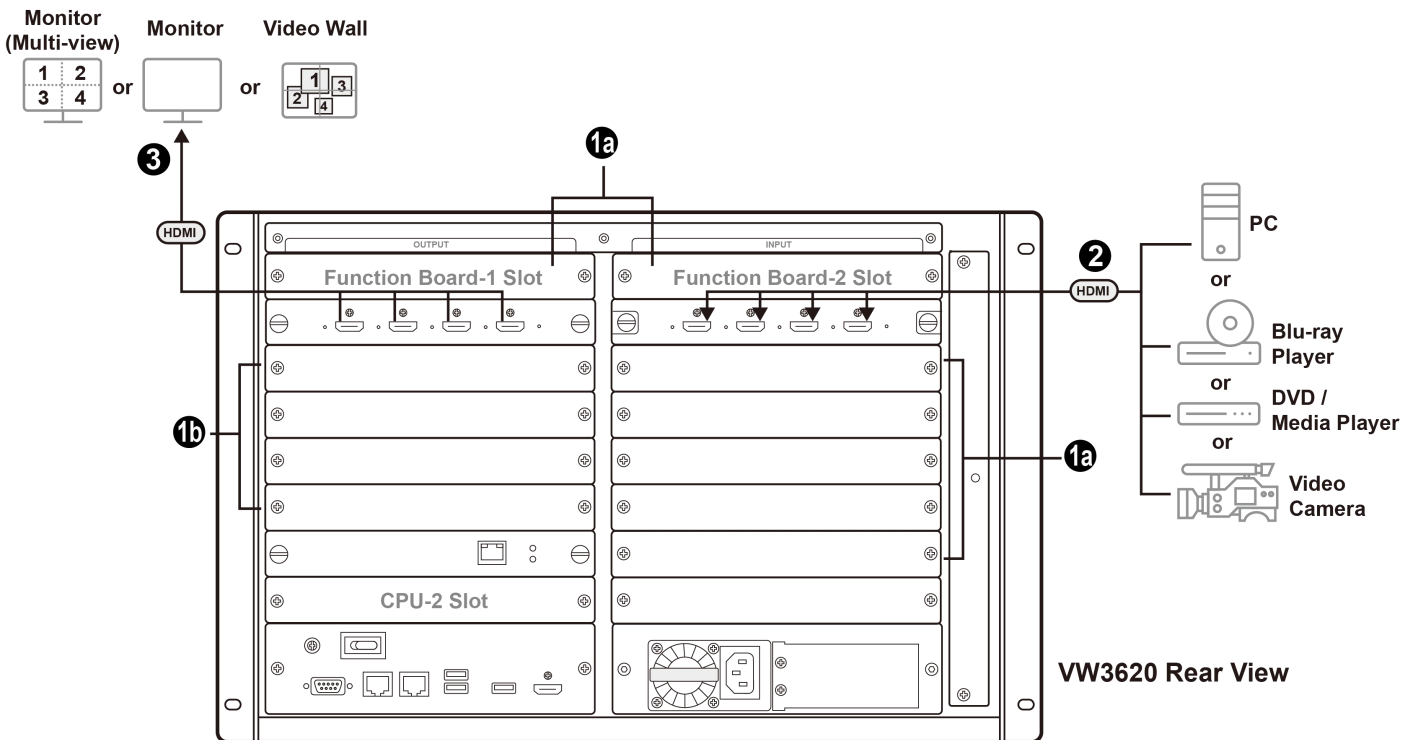 Monitor
(Multi-view)
Monitor
Video Wall
1 2
3 4
or
or
1
2
3
4
3
1a
HDMI
OUTPUT
INPUT
Function Board-1 Slot
Function Board-2 Slot
2
HDMI
PC
or
Blu-ray
Player
or
DVD /
Media Player
or
Video
Camera
1b
1a
CPU-2 Slot
VW3620 Rear View